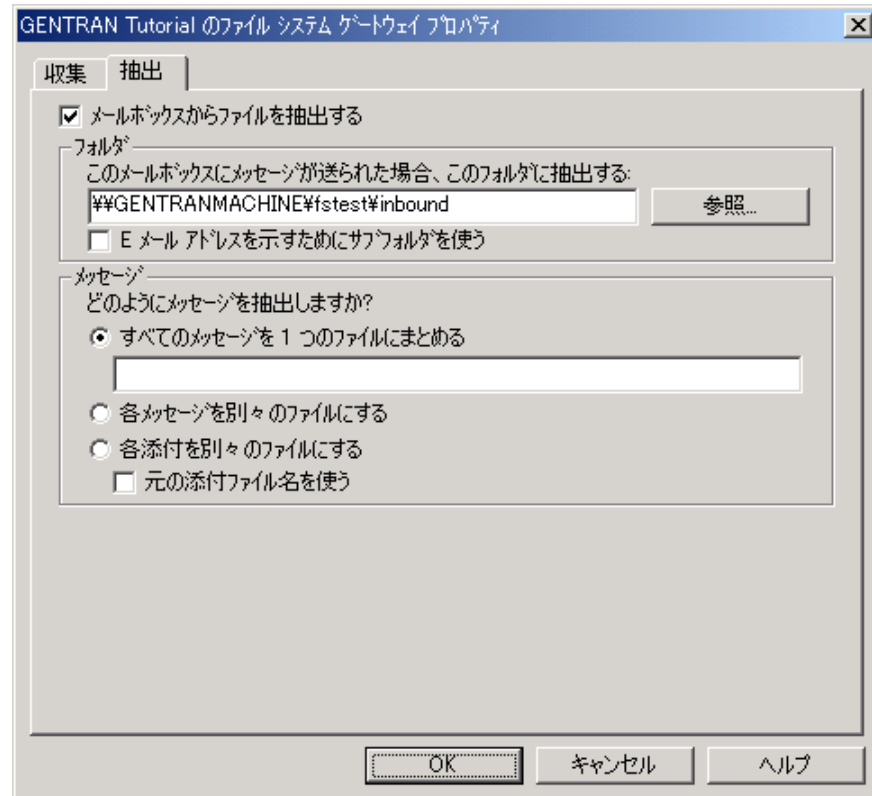 GENTRAN Tutorial のファイル システム ゲートウェイ プロパティ
収集
抽出
メールボックスからファイルを抽出する
フォルダ
このメールボックスにメッセージが送られた場合、このフォルダに抽出する:
¥¥GENTRANMACHINE¥fstest¥inbound
参照...
E メール アドレスを示すためにサブフォルダを使う
メッセージ
どのようにメッセージを抽出しますか?
すべてのメッセージを 1 つのファイルにまとめる
各メッセージを別々のファイルにする
各添付を別々のファイルにする
元の添付ファイル名を使う
OK
キャンセル
ヘルプ